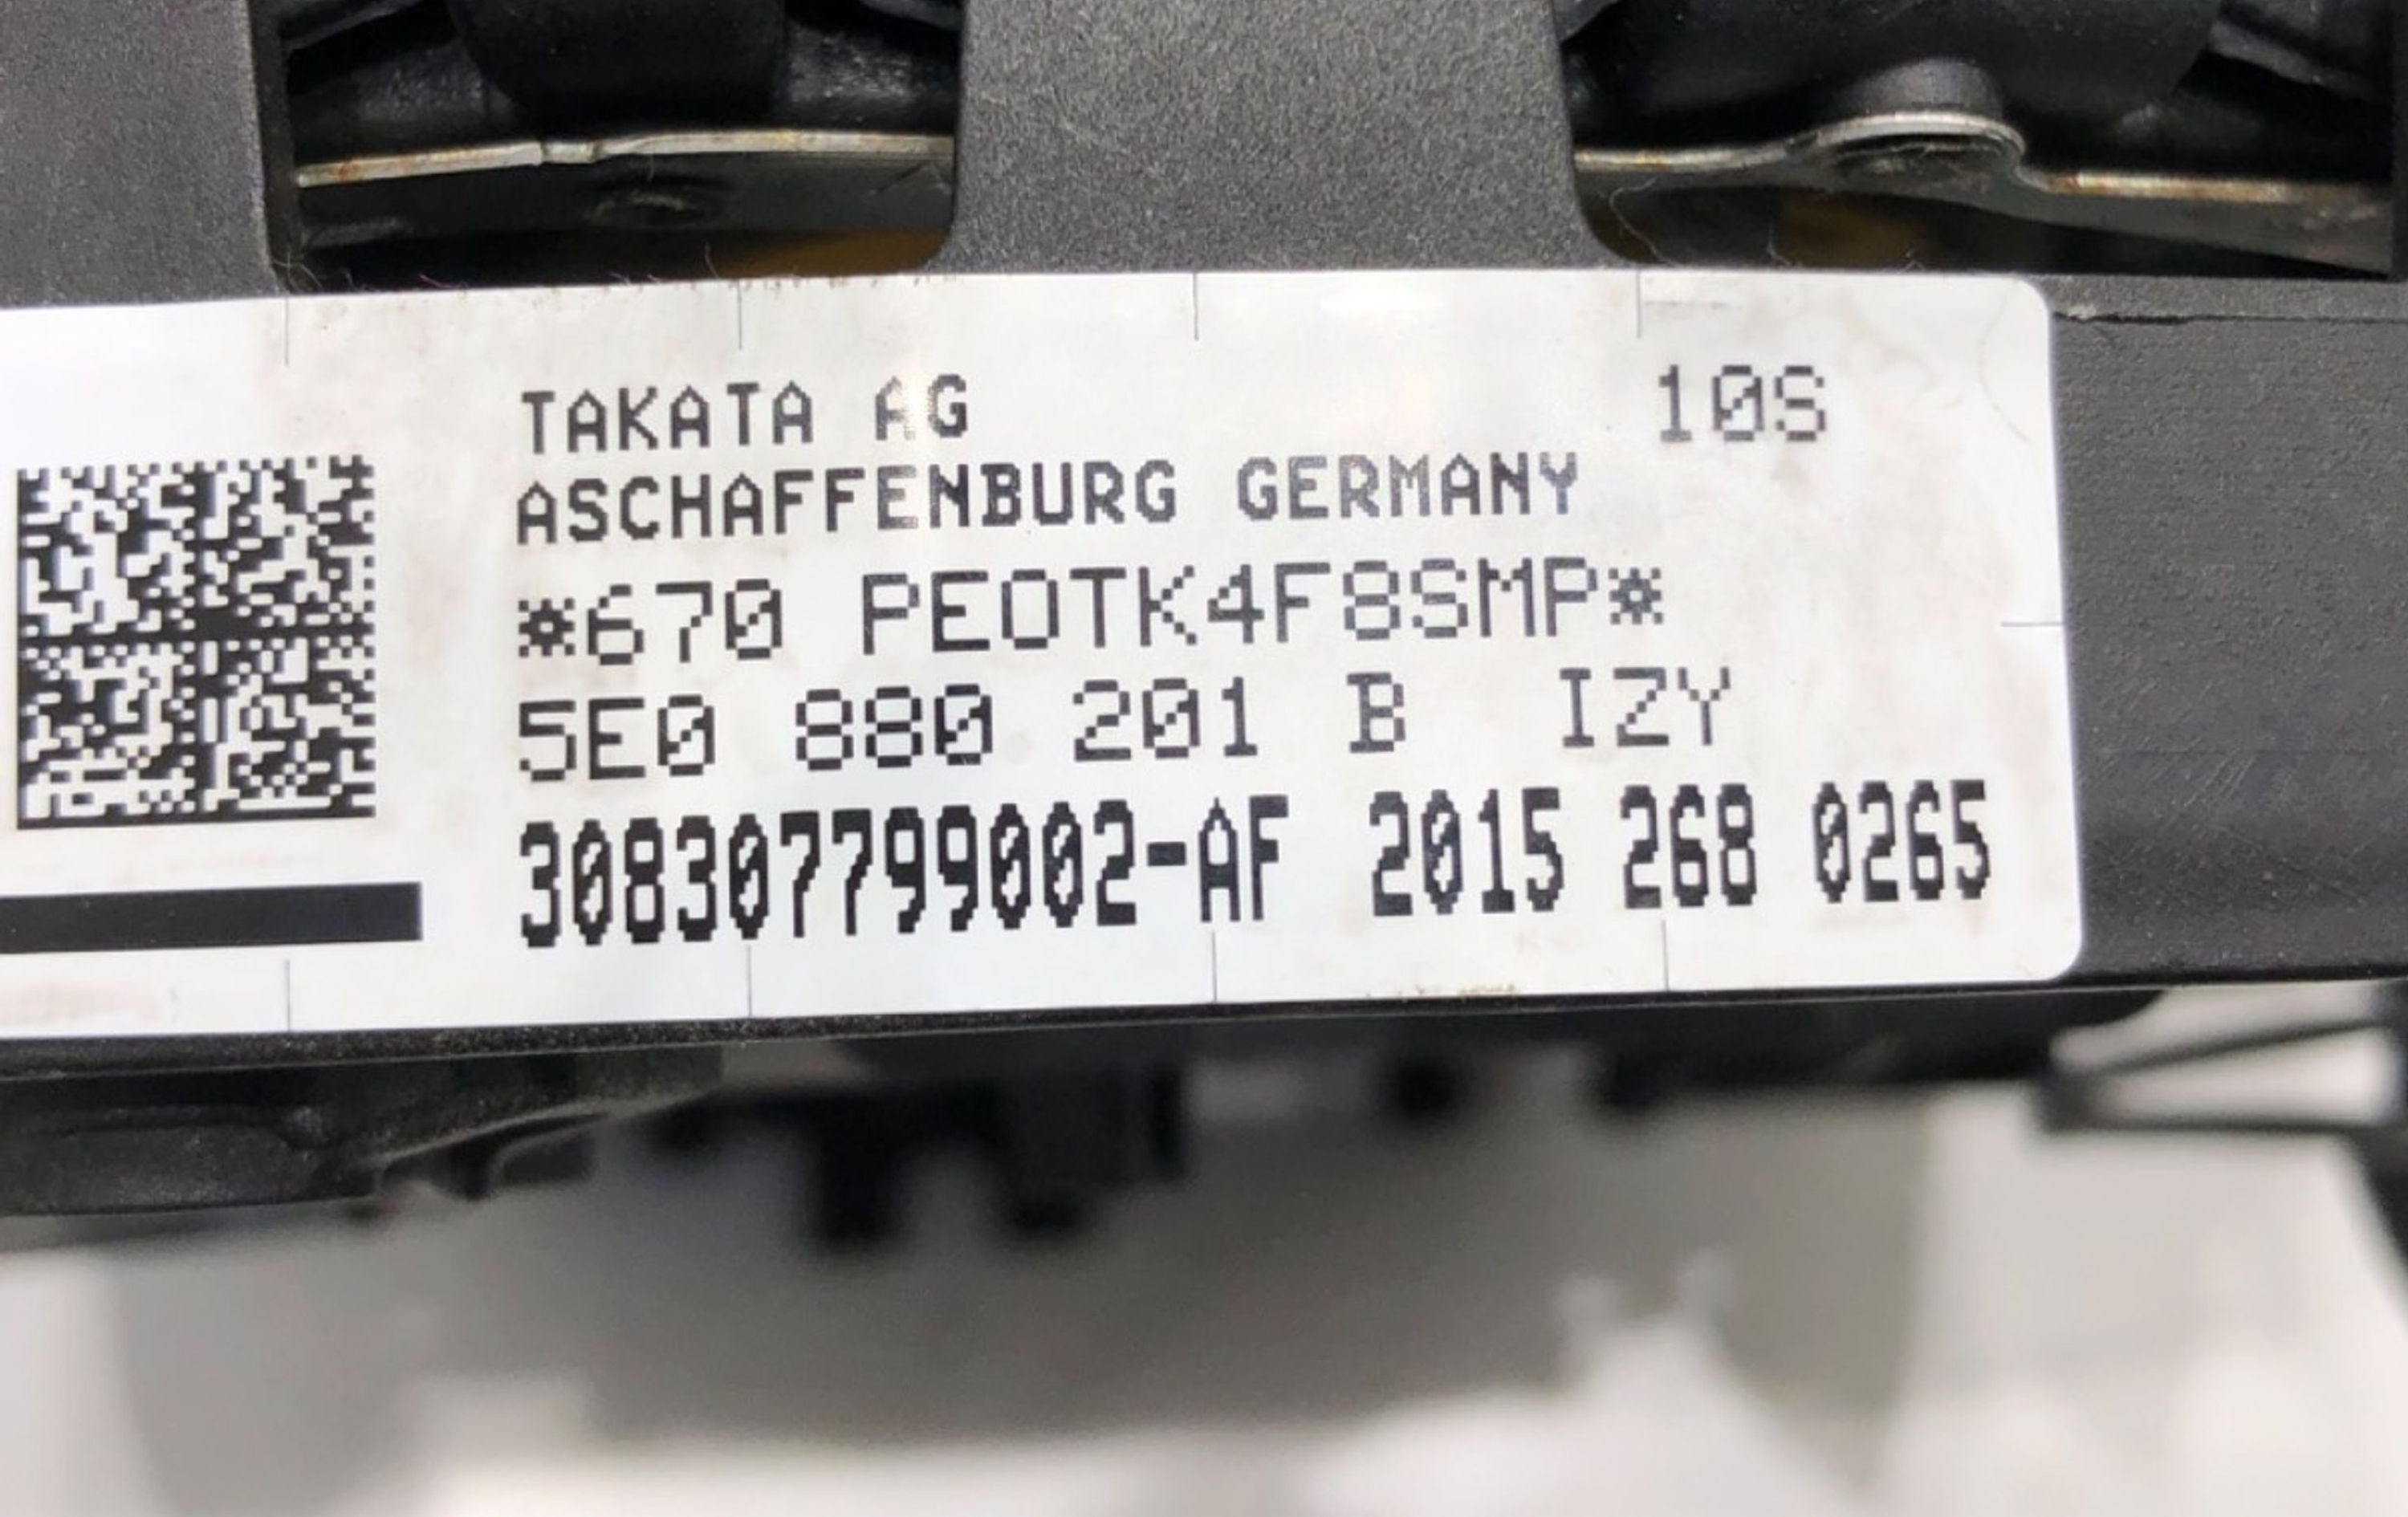 TAKATA AG 10S
ASCHAFFENBURG GERMANY
*670 PEOTK4F8SMP*
5E0 880 201 B IZY
308307799002-AF 2015 268 0265